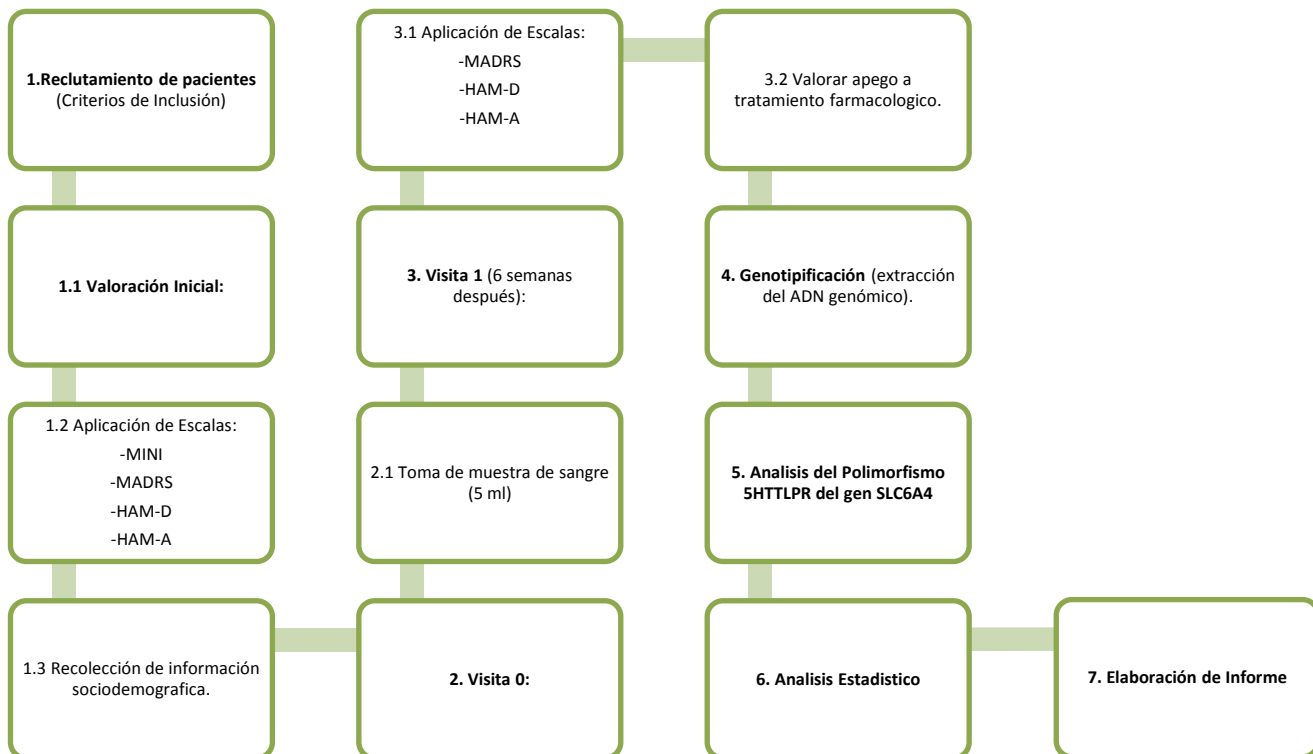 1.Reclutamiento de pacientes
(Criterios de Inclusión)
1.1 Valoración Inicial:
1.2 Aplicación de Escalas:
-MINI
-MADRS
-HAM-D
-HAM-A
1.3 Recolección de información
sociodemografica.
2. Visita 0:
2.1 Toma de muestra de sangre
(5 ml)
3. Visita 1 (6 semanas
después):
3.1 Aplicación de Escalas:
-MADRS
-HAM-D
-HAM-A
3.2 Valorar apego a
tratamiento farmacologico.
4. Genotipificación (extracción
del ADN genómico).
5. Analisis del Polimorfismo
5HTTLPR del gen SLC6A4
6. Analisis Estadistico
7. Elaboración de Informe